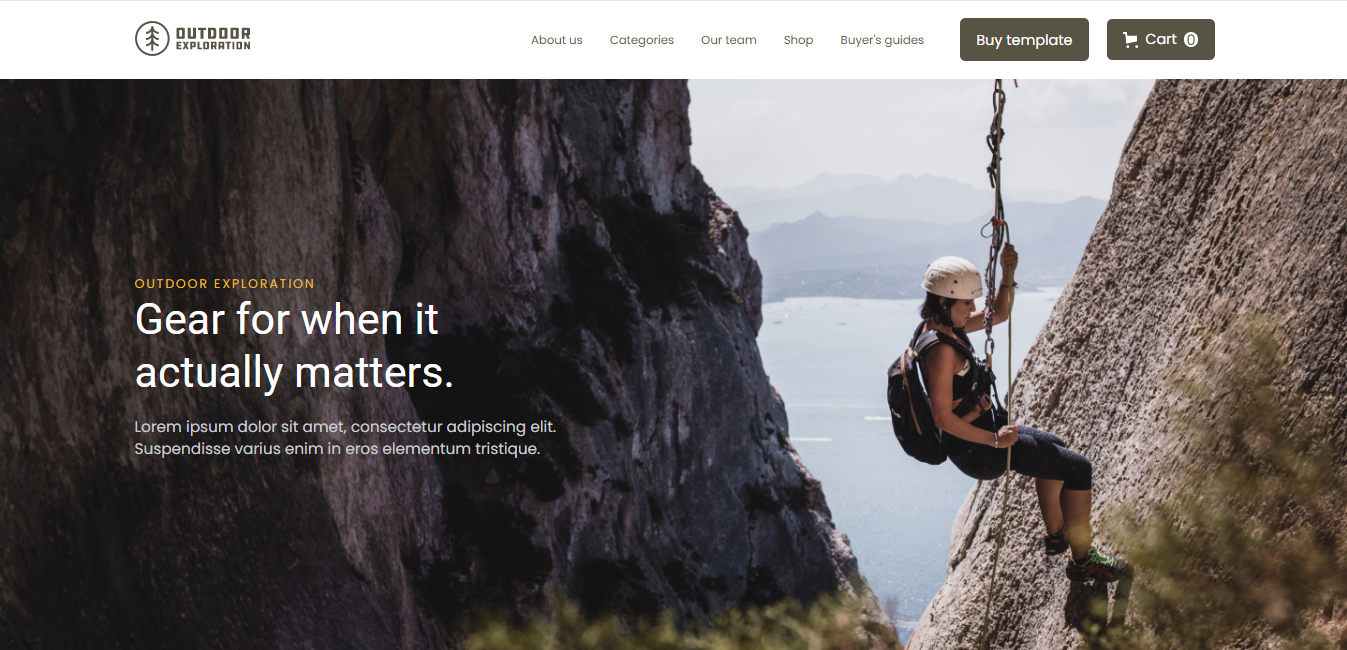 OUTDOOR
EXPLORATION
About us
Categories
Our team
Shop
Buyer's guides
Buy template
Cart 0
OUTDOOR EXPLORATION
Gear for when it
actually matters.
Lorem ipsum dolor sit amet, consectetur adipiscing elit.
Suspendisse varius enim in eros elementum tristique.